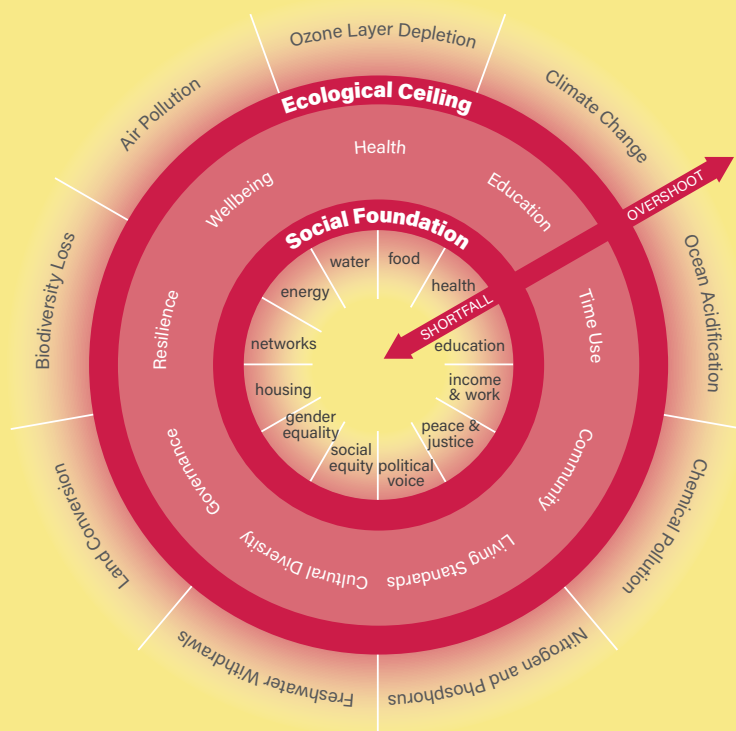 Ozone Layer Depletion
Climate Change
Ocean Acidification
Chemical Pollution
Nitrogen and Phosphorus
Freshwater Withdrawls
Land Conversion
Biodiversity Loss
Air Pollution
Ecological Ceiling
OVERSHOOT
Health
Education
Time Use
Community
Living Standards
Cultural Diversity
Governance
Resilience
Wellbeing
Social Foundation
SHORTFALL
water
food
health
education
income
& work
peace &
justice
political
voice
social
equity
gender
equality
housing
networks
energy